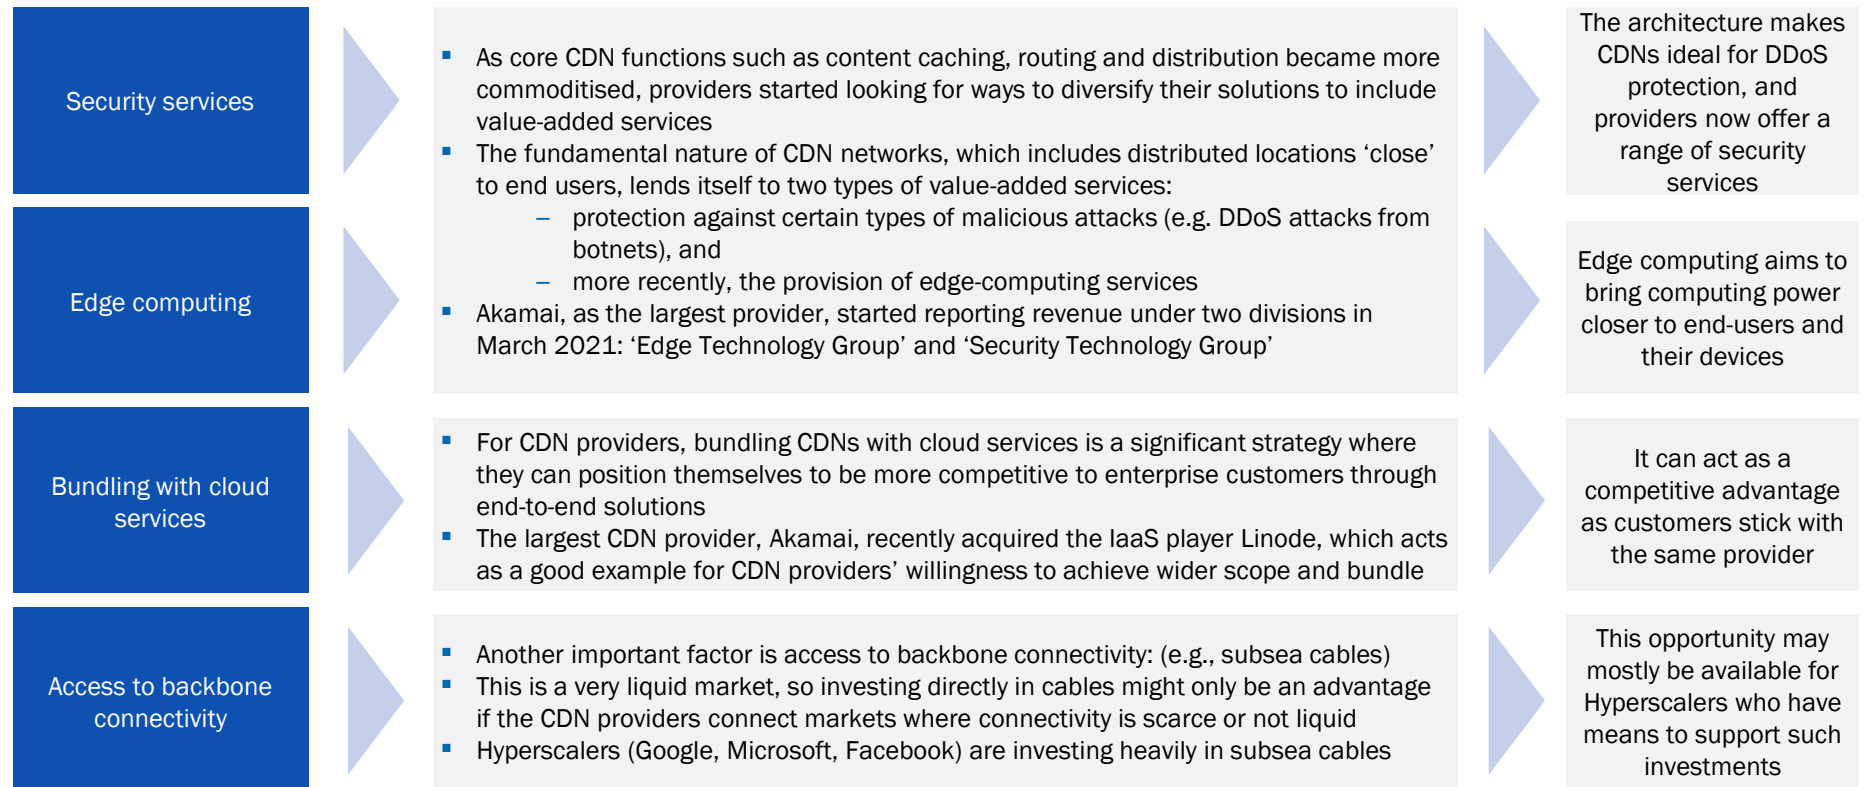 Security services
▪ As core CDN functions such as content caching, routing and distribution became more
commoditised, providers started looking for ways to diversify their solutions to include
value-added services
▪ The fundamental nature of CDN networks, which includes distributed locations ‘close’
to end users, lends itself to two types of value-added services:
– protection against certain types of malicious attacks (e.g. DDoS attacks from
botnets), and
– more recently, the provision of edge-computing services
▪ Akamai, as the largest provider, started reporting revenue under two divisions in
March 2021: ‘Edge Technology Group’ and ‘Security Technology Group’
The architecture makes
CDNs ideal for DDoS
protection, and
providers now offer a
range of security
services
Edge computing
Edge computing aims to
bring computing power
closer to end-users and
their devices
Bundling with cloud
services
▪ For CDN providers, bundling CDNs with cloud services is a significant strategy where
they can position themselves to be more competitive to enterprise customers through
end-to-end solutions
▪ The largest CDN provider, Akamai, recently acquired the IaaS player Linode, which acts
as a good example for CDN providers’ willingness to achieve wider scope and bundle
It can act as a
competitive advantage
as customers stick with
the same provider
Access to backbone
connectivity
▪ Another important factor is access to backbone connectivity: (e.g., subsea cables)
▪ This is a very liquid market, so investing directly in cables might only be an advantage
if the CDN providers connect markets where connectivity is scarce or not liquid
▪ Hyperscalers (Google, Microsoft, Facebook) are investing heavily in subsea cables
This opportunity may
mostly be available for
Hyperscalers who have
means to support such
investments